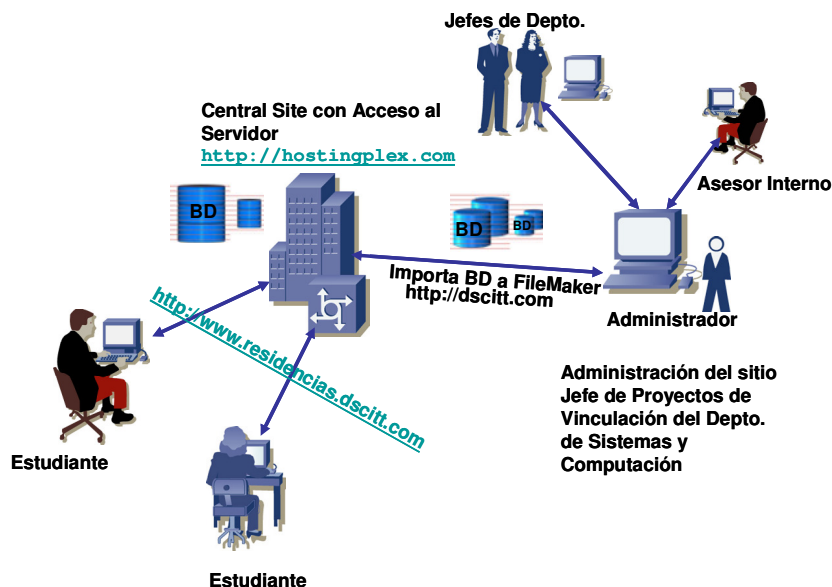 Jefes de Depto.
Central Site con Acceso al
Servidor
http://hostingplex.com
Asesor Interno
BD
BD
BD
Importa BD a FileMaker
http://dscitt.com
http://www.residencias.dscitt.com
Administrador
Administración del sitio
Jefe de Proyectos de
Vinculación del Depto.
de Sistemas y
Computación
Estudiante
Estudiante